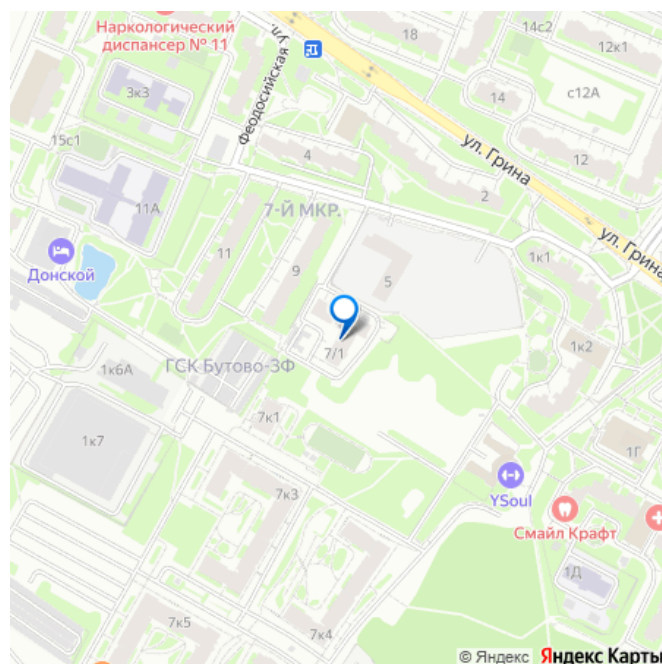 Наркологический
диспансер № 11
18
14с2
12к1
3к3
Феодосийская ул.
14
с12А
15с1
4
ул. Грина
12
11А
7-Й МКР.
2
ул. Грина
Донской
11
9
5
1к1
7/1
1к2
ГСК Бутово-3Ф
1к6А
7к1
1к7
1Г
YSoul
7к3
Смайл Крафт
1Д
7к5
7к4
© Яндекс Яндекс Карты